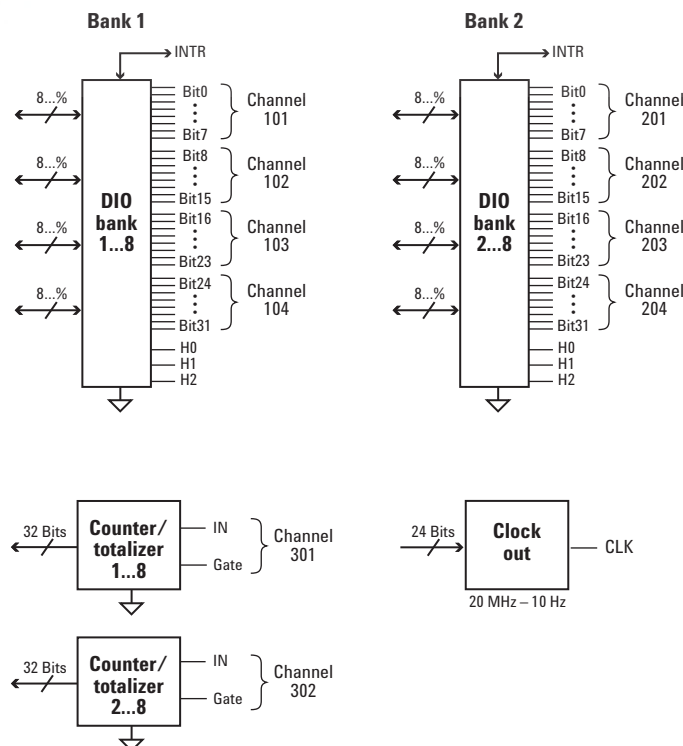 Bank 1
INTR
8...%
8...%
8...%
8...%
DIO
bank
1...8
Bit0
Bit7
Channel
101
Bit8
Bit15
Channel
102
Bit16
Bit23
Channel
103
Bit24
Bit31
Channel
104
H0
H1
H2
Bank 2
INTR
8...%
8...%
8...%
8...%
DIO
bank
2...8
Bit0
Bit7
Channel
201
Bit8
Bit15
Channel
202
Bit16
Bit23
Channel
203
Bit24
Bit31
Channel
204
H0
H1
H2
32 Bits
Counter/
totalizer
1...8
IN
Gate
Channel
301
24 Bits
Clock
out
CLK
20 MHz – 10 Hz
32 Bits
Counter/
totalizer
2...8
IN
Gate
Channel
302